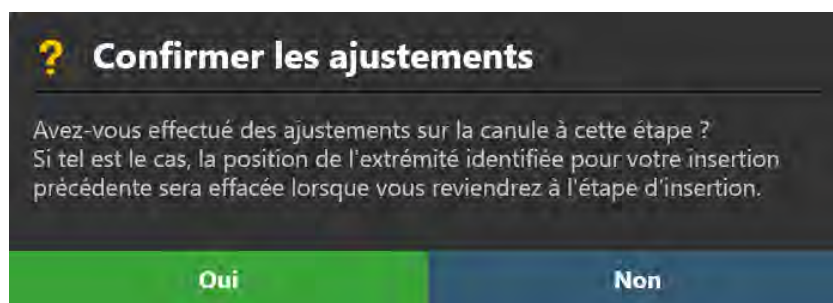 ? Confirmer les ajustements
Avez-vous effectué des ajustements sur la canule à cette étape ?
Si tel est le cas, la position de l'extrémité identifiée pour votre insertion
précédente sera effacée lorsque vous reviendrez à l'étape d'insertion.
Oui Non